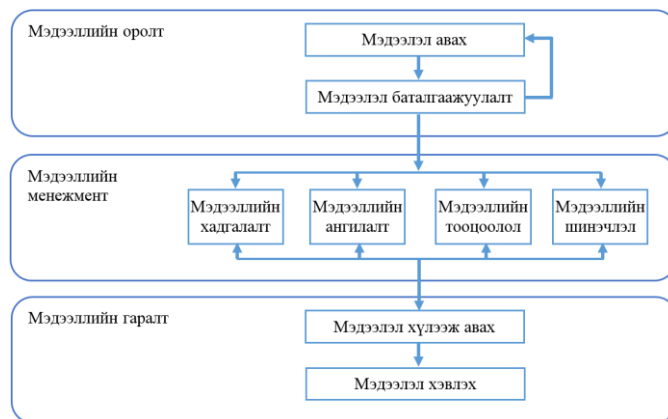 Мэдээллийн оролт
Мэдээлэл авах
Мэдээлэл баталгаажуулалт
Мэдээллийн
менежмент
Мэдээллийн
хадгалалт
Мэдээллийн
ангилалт
Мэдээллийн
тооцоолол
Мэдээллийн
шинэчлэл
Мэдээллийн гаралт
Мэдээлэл хүлээж авах
Мэдээлэл хэвлэх